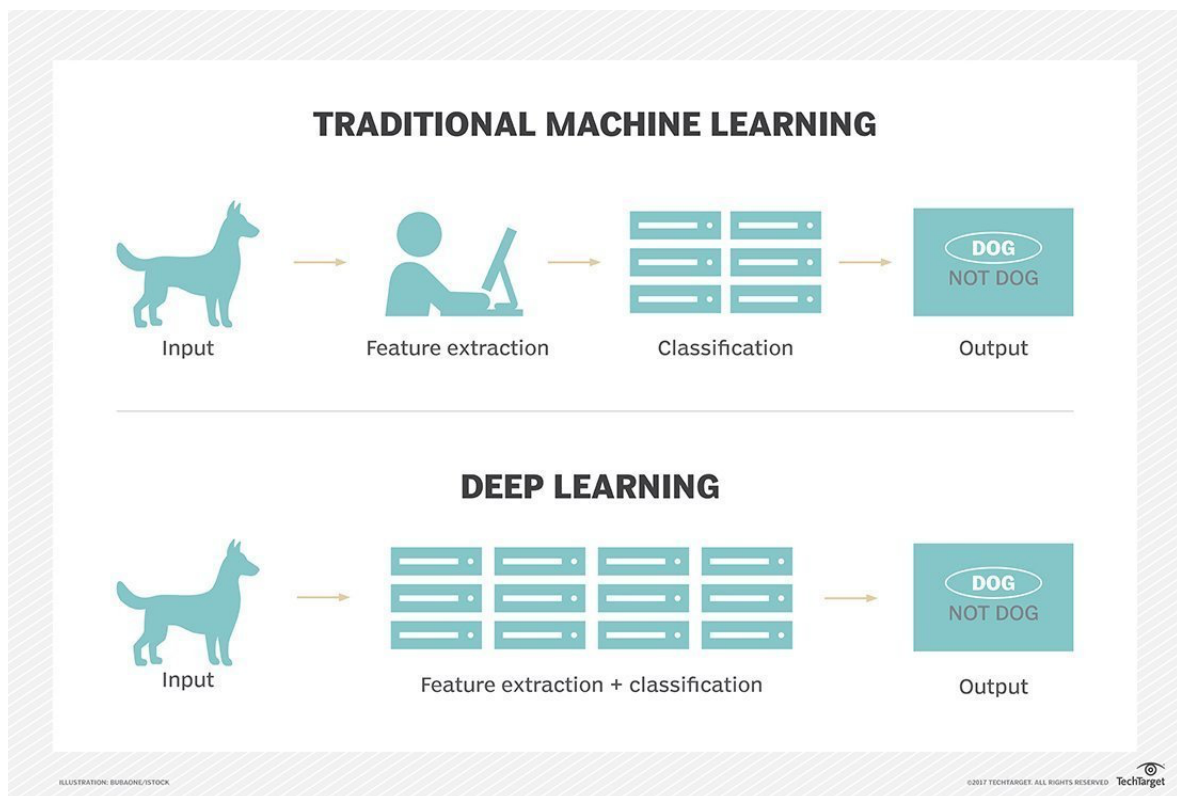 TRADITIONAL MACHINE LEARNING
DOG
NOT DOG
Input
Feature extraction
Classification
Output
DEEP LEARNING
DOG
NOT DOG
Input
Feature extraction + classification
Output
ILLUSTRATION: BUBAONE/ISTOCK
©2017 TECHTARGET. ALL RIGHTS RESERVED
TechTarget